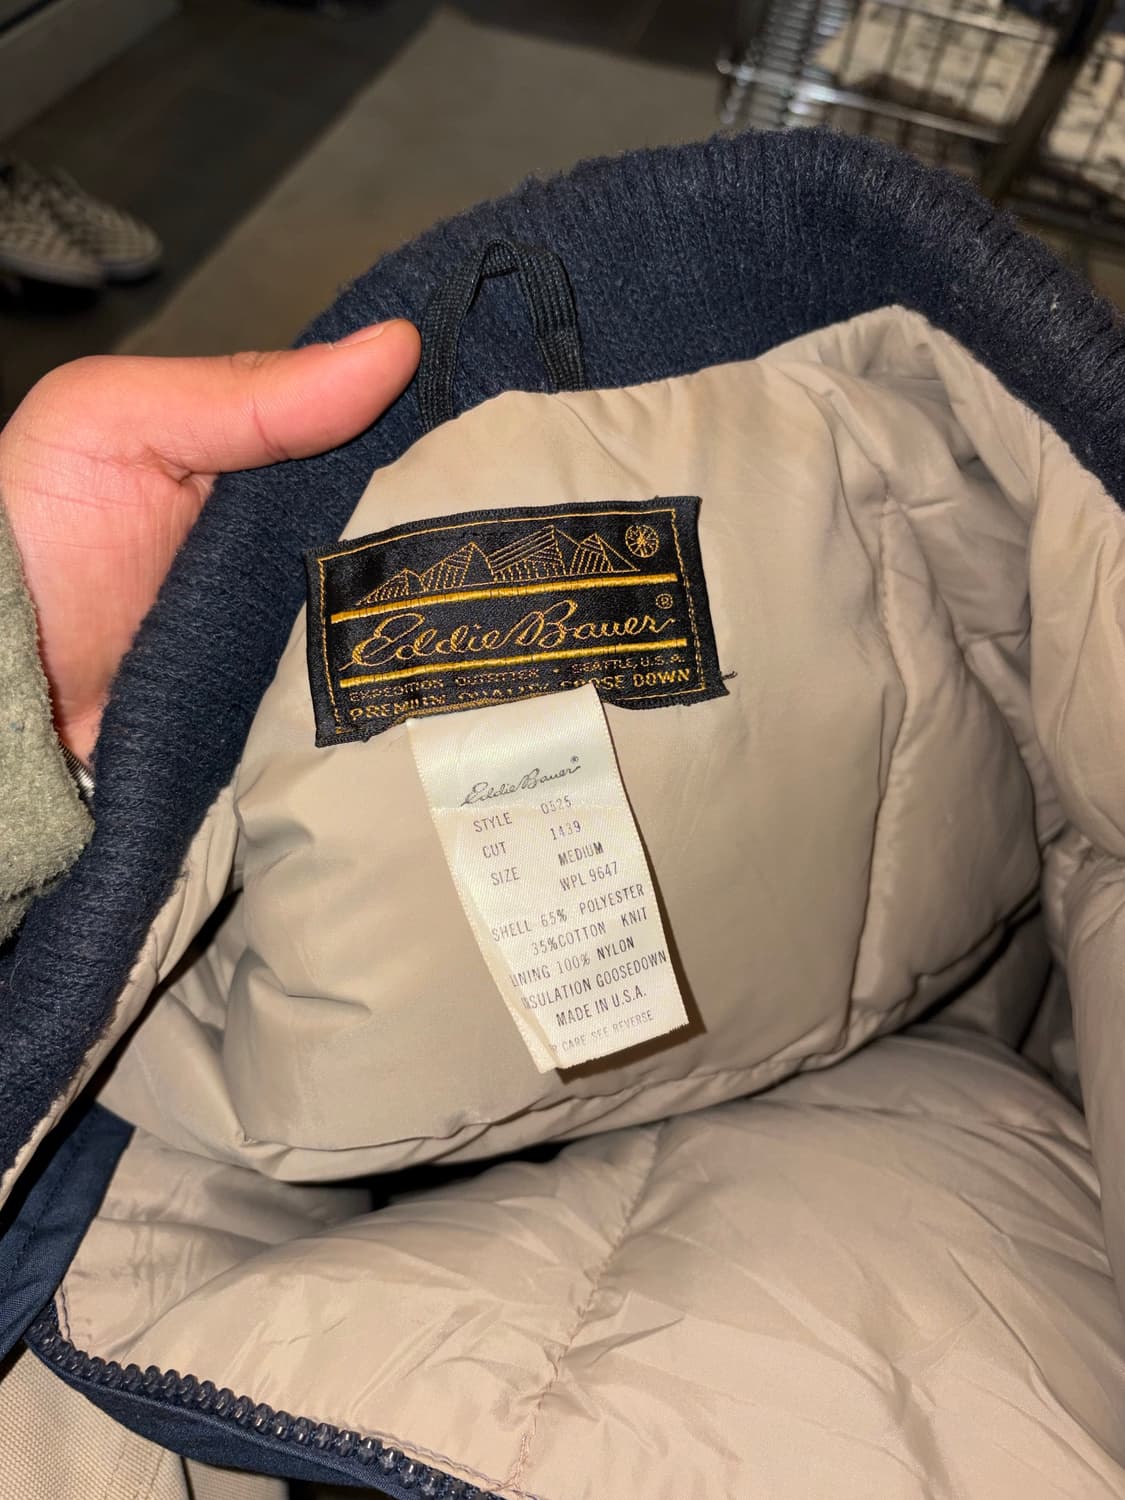 Eddie Bauer ®
EXPEDITION OUTFITTER • SEATTLE, U.S.A.
PREMIUM QUALITY GOOSE DOWN
Eddie Bauer®
STYLE 0525
CUT 1439
SIZE MEDIUM
WPL 9647
SHELL 65% POLYESTER
35%COTTON KNIT
LINING 100% NYLON
INSULATION GOOSEDOWN
MADE IN U.S.A.
CARE SEE REVERSE